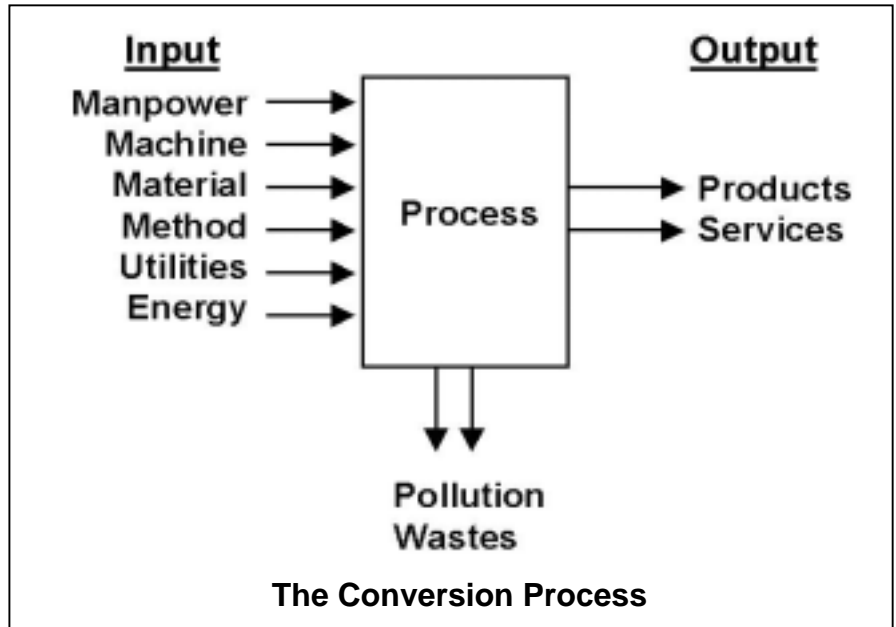 Input
Output
Manpower
Machine
Material
Method
Utilities
Energy
Process
Products
Services
Pollution
Wastes
The Conversion Process